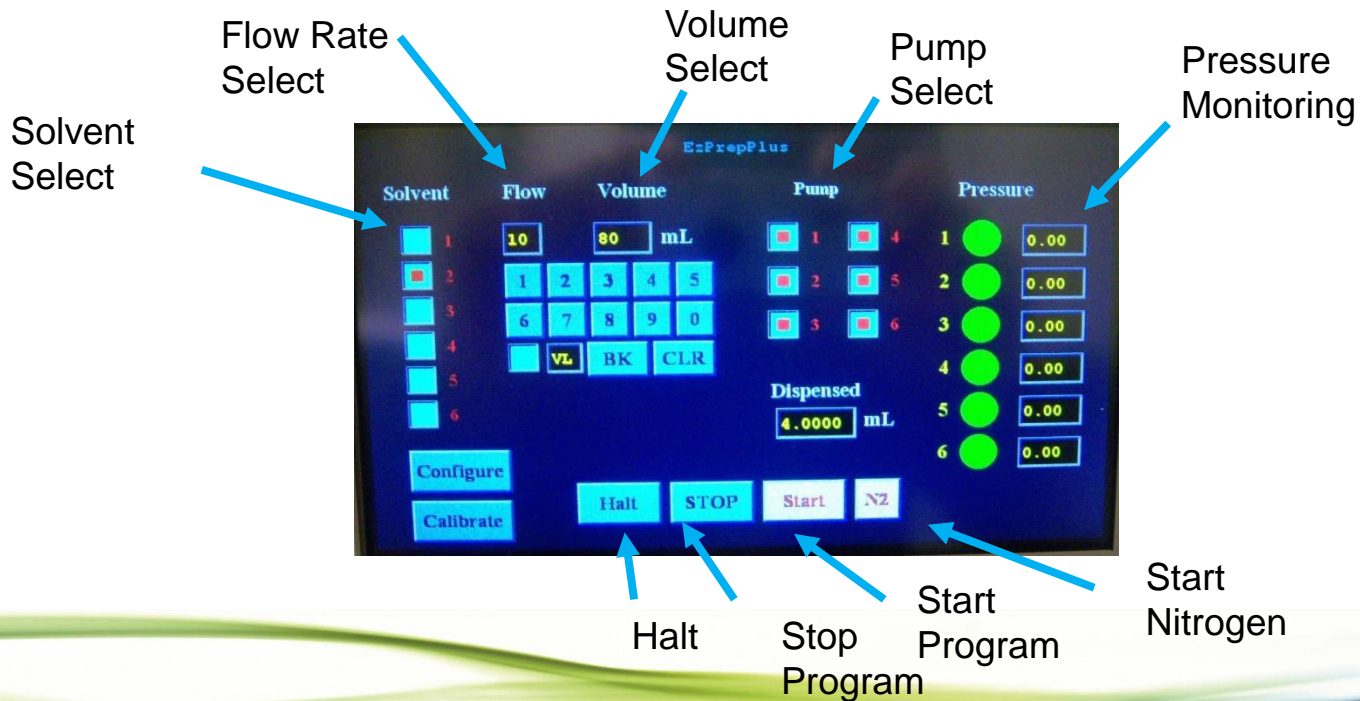 Flow Rate
Select
Volume
Select
Pump
Select
Pressure
Monitoring
Solvent
Select
EzPrepPlus
Solvent Flow Volume Pump Pressure
1 10 80 mL 1 4 1 0.00
2 1 2 3 4 5 2 5 2 0.00
3 6 7 8 9 0 3 6 3 0.00
4 VL BK CLR 4 0.00
5 Dispensed 5 0.00
6 4.0000 mL 6 0.00
Configure
Halt STOP Start N2
Calibrate
Halt
Stop
Program
Start
Program
Start
Nitrogen